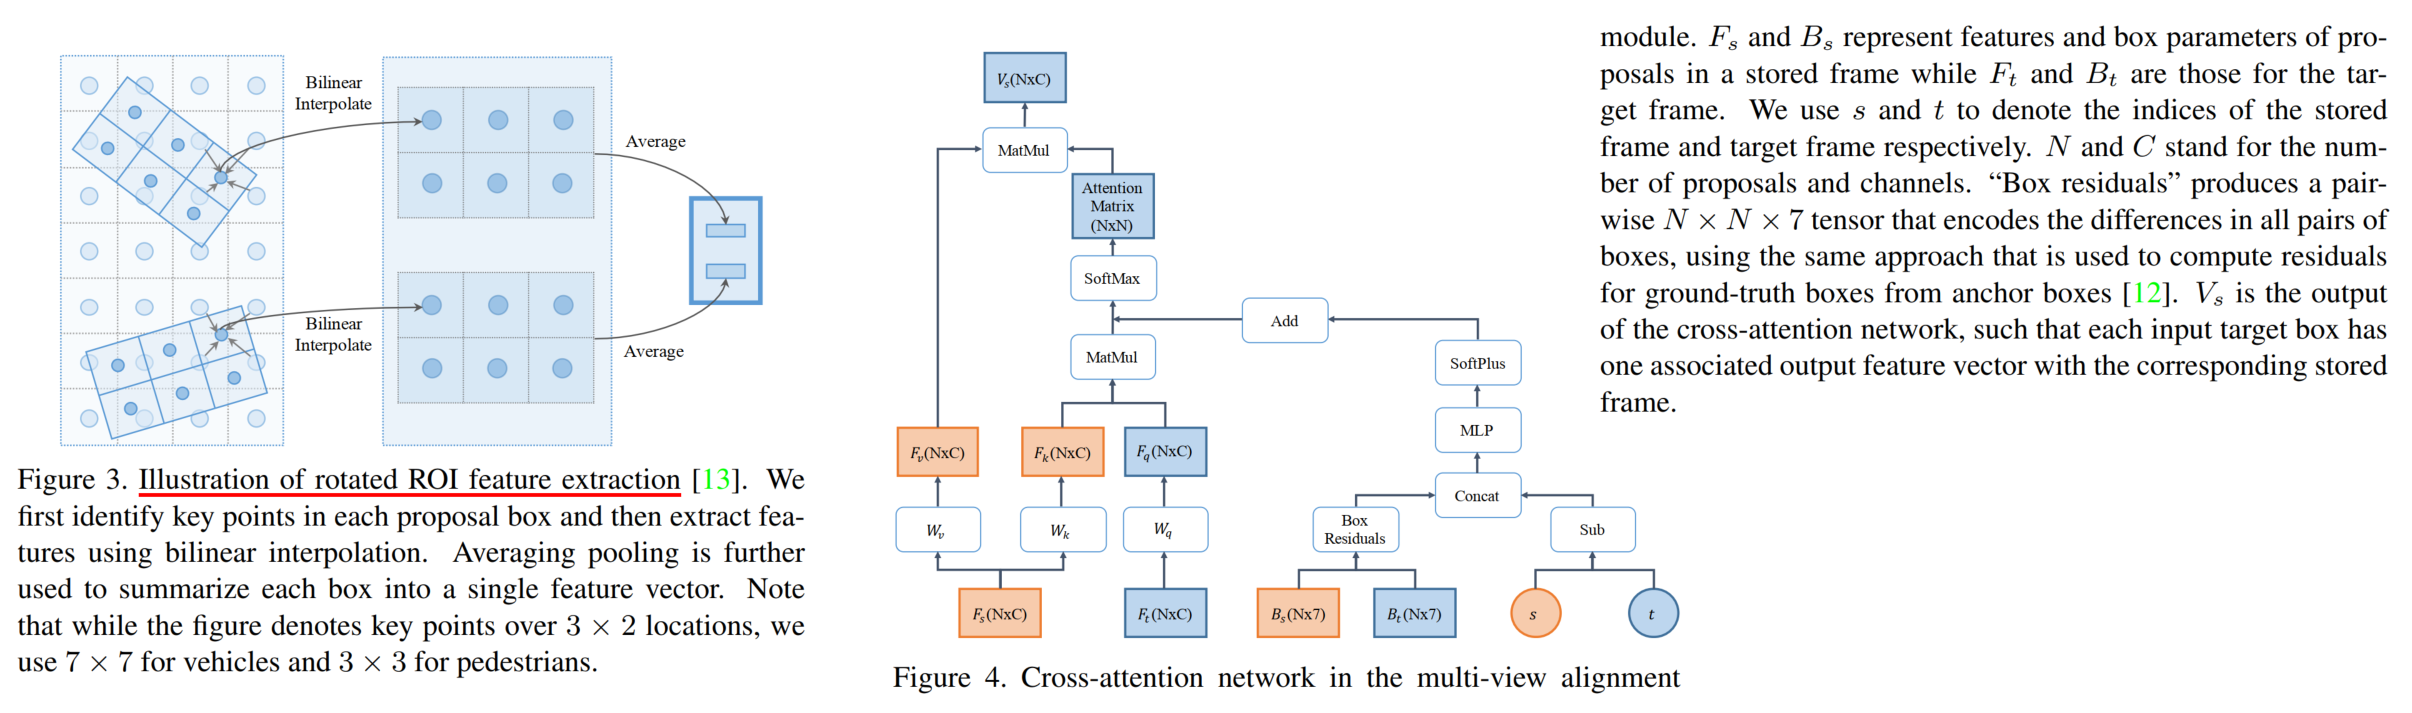 Bilinear
Interpolate
Average
Bilinear
Interpolate
Average
Figure 3. Illustration of rotated ROI feature extraction [13]. We
first identify key points in each proposal box and then extract fea-
tures using bilinear interpolation. Averaging pooling is further
used to summarize each box into a single feature vector. Note
that while the figure denotes key points over 3 × 2 locations, we
use 7 × 7 for vehicles and 3 × 3 for pedestrians.
V_s(NxC)
MatMul
Attention
Matrix
(NxN)
SoftMax
Add
MatMul
SoftPlus
MLP
F_v(NxC)
F_k(NxC)
F_q(NxC)
Concat
W_v
W_k
W_q
Box
Residuals
Sub
F_s(NxC)
F_t(NxC)
B_s(Nx7)
B_t(Nx7)
s
t
Figure 4. Cross-attention network in the multi-view alignment
module. F_s and B_s represent features and box parameters of pro-
posals in a stored frame while F_t and B_t are those for the tar-
get frame. We use s and t to denote the indices of the stored
frame and target frame respectively. N and C stand for the num-
ber of proposals and channels. “Box residuals” produces a pair-
wise N × N × 7 tensor that encodes the differences in all pairs of
boxes, using the same approach that is used to compute residuals
for ground-truth boxes from anchor boxes [12]. V_s is the output
of the cross-attention network, such that each input target box has
one associated output feature vector with the corresponding stored
frame.